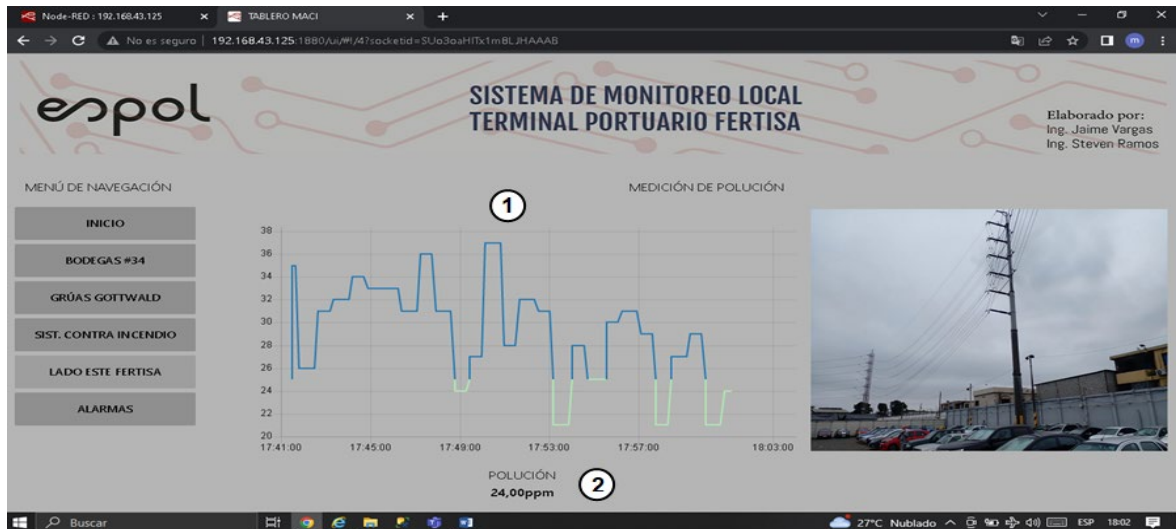 Node-RED : 192.168.43.125
TABLERO MACI
No es seguro | 192.168.43.125:1880/ui/#!/4?socketid=SUo3oaHITx1m8LJHAAAB
m
espol
SISTEMA DE MONITOREO LOCAL
TERMINAL PORTUARIO FERTISA
Elaborado por:
Ing. Jaime Vargas
Ing. Steven Ramos
MENÚ DE NAVEGACIÓN
INICIO
BODEGAS #34
GRÚAS GOTTWALD
SIST. CONTRA INCENDIO
LADO ESTE FERTISA
ALARMAS
MEDICIÓN DE POLUCIÓN
1
38
36
34
32
30
28
26
24
22
20
17:41:00 17:45:00 17:49:00 17:53:00 17:57:00 18:03:00
POLUCIÓN
24,00ppm
2
Buscar
27°C Nublado ESP 18:02